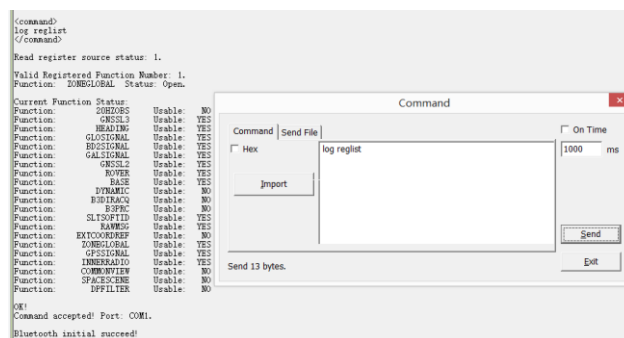 <command>
log reglist
</command>
Read register source status: 1.
Valid Registered Function Number: 1.
Function: ZONEGLOBAL Status: Open.
Current Function Status:
Function: 20HZOBS Usable: NO
Function: GNSSL3 Usable: YES
Function: HEADING Usable: YES
Function: GLOSIGNAL Usable: YES
Function: BD2SIGNAL Usable: YES
Function: GALSIGNAL Usable: YES
Function: GNSSL2 Usable: YES
Function: ROVER Usable: YES
Function: BASE Usable: YES
Function: DYNAMIC Usable: NO
Function: B3DIRACQ Usable: NO
Function: B3PRC Usable: NO
Function: SLTSOFTID Usable: YES
Function: RAWMSG Usable: YES
Function: EXTCOORDREF Usable: NO
Function: ZONEGLOBAL Usable: YES
Function: GPSSIGNAL Usable: YES
Function: INNERRADIO Usable: YES
Function: COMMONVIEW Usable: NO
Function: SPACESCENE Usable: NO
Function: DPFILTER Usable: NO
OK!
Command accepted! Port: COM1.
Bluetooth initial succeed!
Command
x
Command Send File
On Time
Hex
log reglist
1000 ms
Import
Send
Exit
Send 13 bytes.